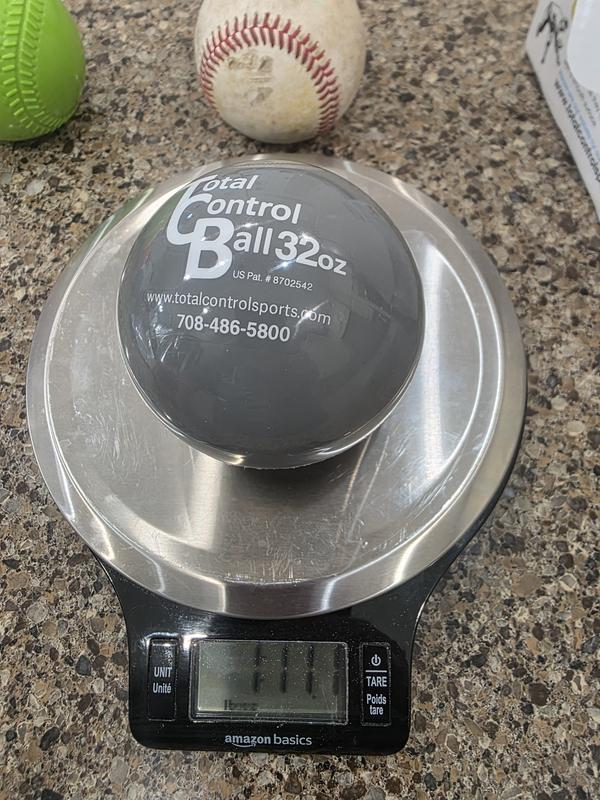 Total
Control
Ball 32oz
US Pat. # 8702542
www.totalcontrolsports.com
708-486-5800
UNIT
Unité
TARE
Poids
tare
amazon basics